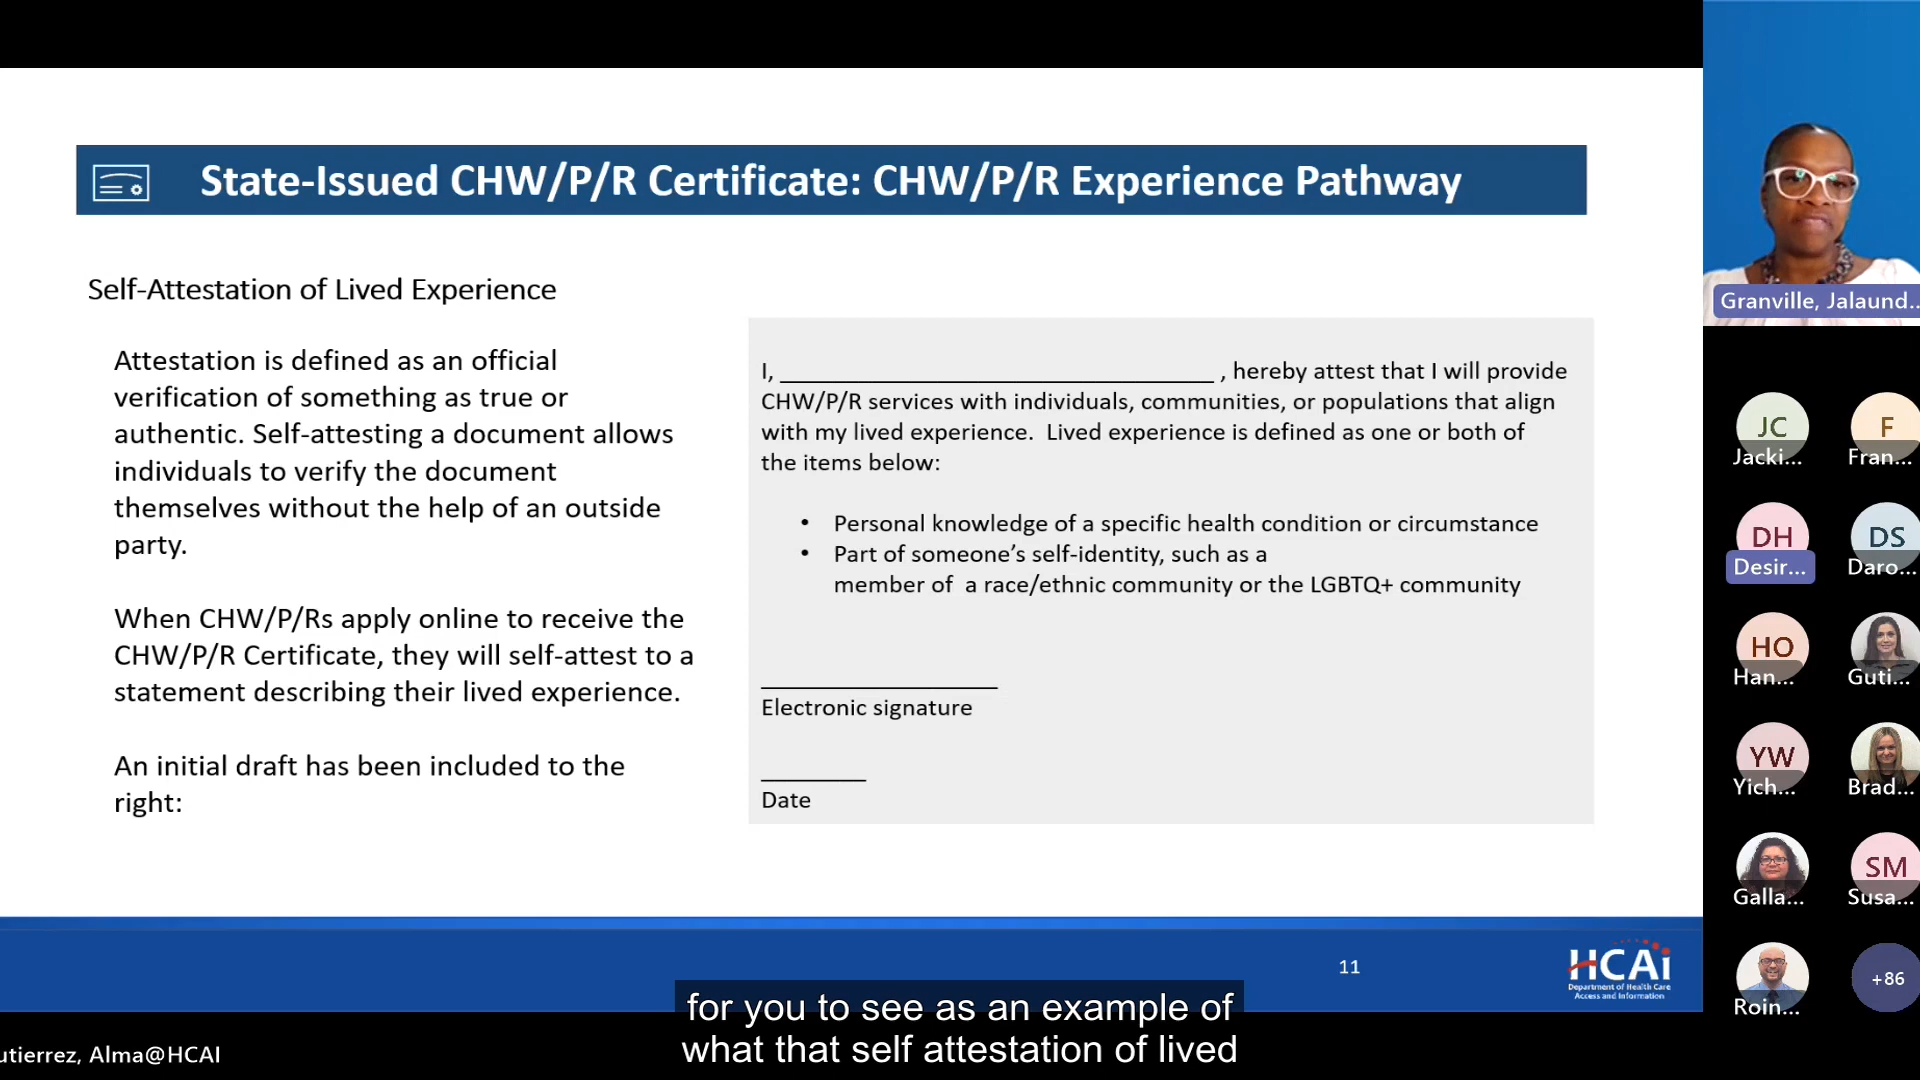 State-Issued CHW/P/R Certificate: CHW/P/R Experience Pathway
Self-Attestation of Lived Experience
Attestation is defined as an official
verification of something as true or
authentic. Self-attesting a document allows
individuals to verify the document
themselves without the help of an outside
party.
When CHW/P/Rs apply online to receive the
CHW/P/R Certificate, they will self-attest to a
statement describing their lived experience.
An initial draft has been included to the
right:
I, ___________________________________ , hereby attest that I will provide
CHW/P/R services with individuals, communities, or populations that align
with my lived experience.  Lived experience is defined as one or both of
the items below:
• Personal knowledge of a specific health condition or circumstance
• Part of someone’s self-identity, such as a
member of  a race/ethnic community or the LGBTQ+ community
___________________
Electronic signature
________
Date
11
HCAi
Department of Health Care
Access and Information
for you to see as an example of
what that self attestation of lived
utierrez, Alma@HCAI
Granville, Jalaund...
JC
Jacki...
F
Fran...
DH
Desir...
DS
Daro...
HO
Han...
Guti...
YW
Yich...
Brad...
Galla...
SM
Susa...
Roin...
+86